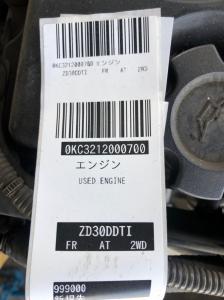 0KC3212000700 エンジン
ZD30DDTI FR AT 2WD
0KC3212000700
エンジン
USED ENGINE
ZD30DDTI
FR AT 2WD
999000